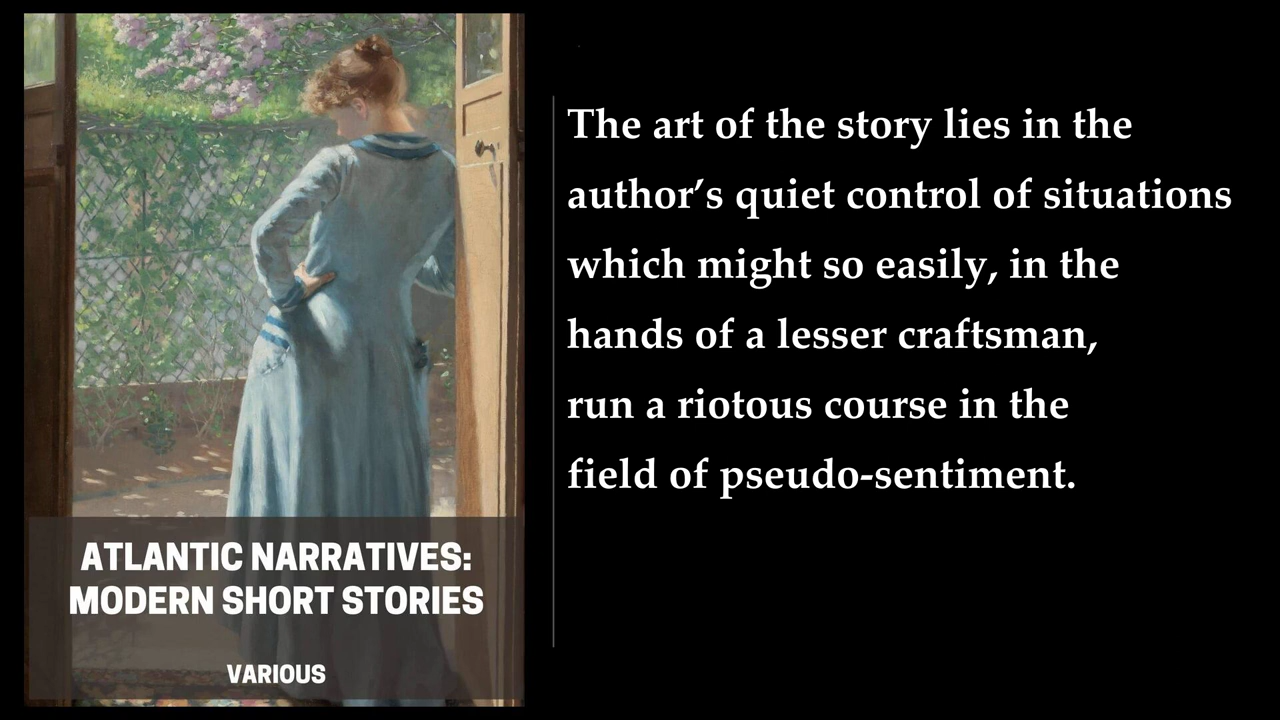 The art of the story lies in the
author’s quiet control of situations
which might so easily, in the
hands of a lesser craftsman,
run a riotous course in the
field of pseudo-sentiment.
ATLANTIC NARRATIVES:
MODERN SHORT STORIES
VARIOUS